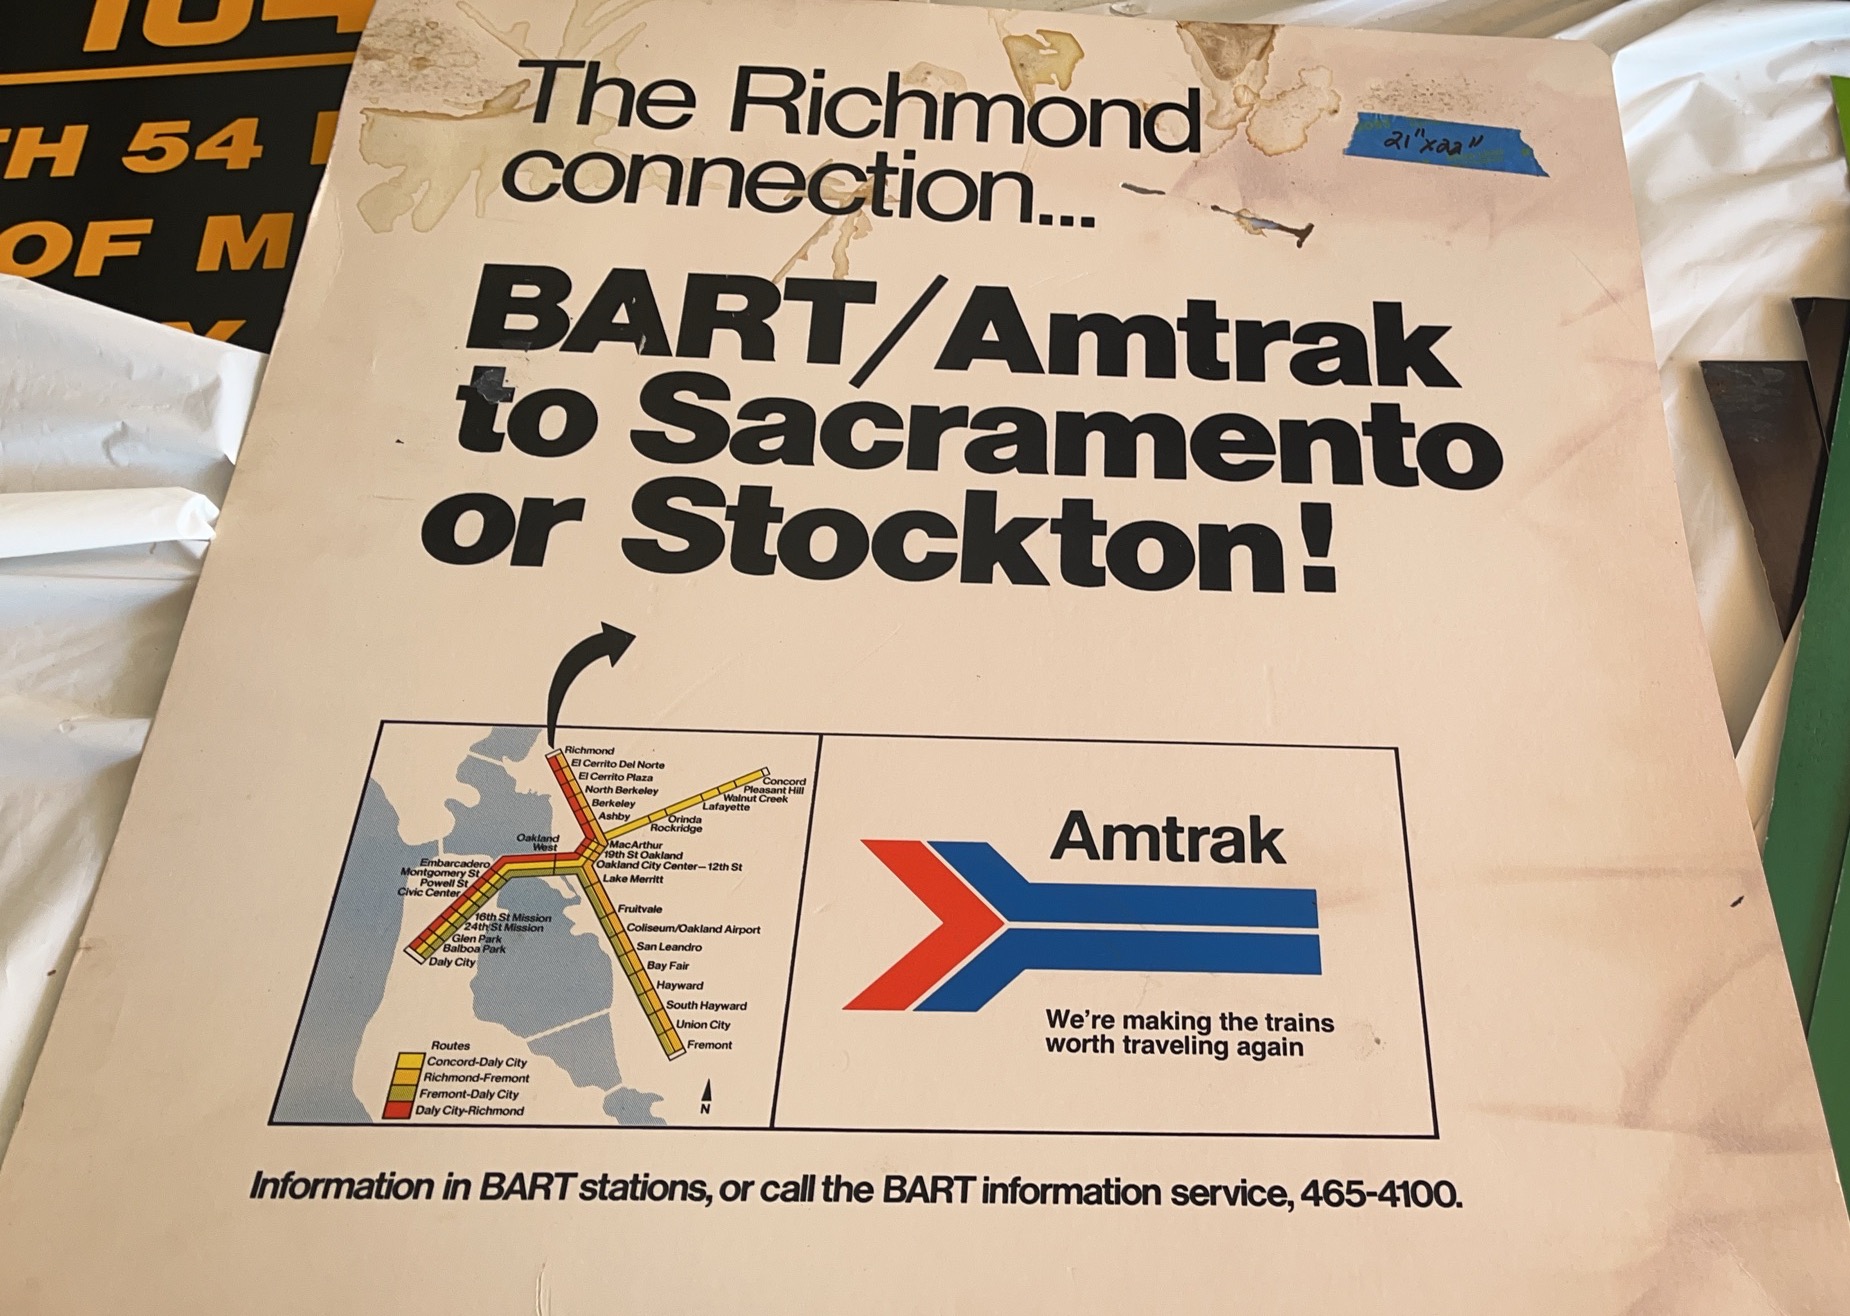 104
TH 54
OF M
Y
The Richmond
connection...
21"x22"
BART/Amtrak
to Sacramento
or Stockton!
Richmond
El Cerrito Del Norte
El Cerrito Plaza
North Berkeley
Berkeley
Ashby
Concord
Pleasant Hill
Walnut Creek
Lafayette
Orinda
Rockridge
Oakland
West
MacArthur
19th St Oakland
Oakland City Center—12th St
Lake Merritt
Embarcadero
Montgomery St
Powell St
Civic Center
16th St Mission
24th St Mission
Glen Park
Balboa Park
Daly City
Fruitvale
Coliseum/Oakland Airport
San Leandro
Bay Fair
Hayward
South Hayward
Union City
Fremont
Routes
Concord-Daly City
Richmond-Fremont
Fremont-Daly City
Daly City-Richmond
N
Amtrak
We're making the trains
worth traveling again
Information in BART stations, or call the BART information service, 465-4100.